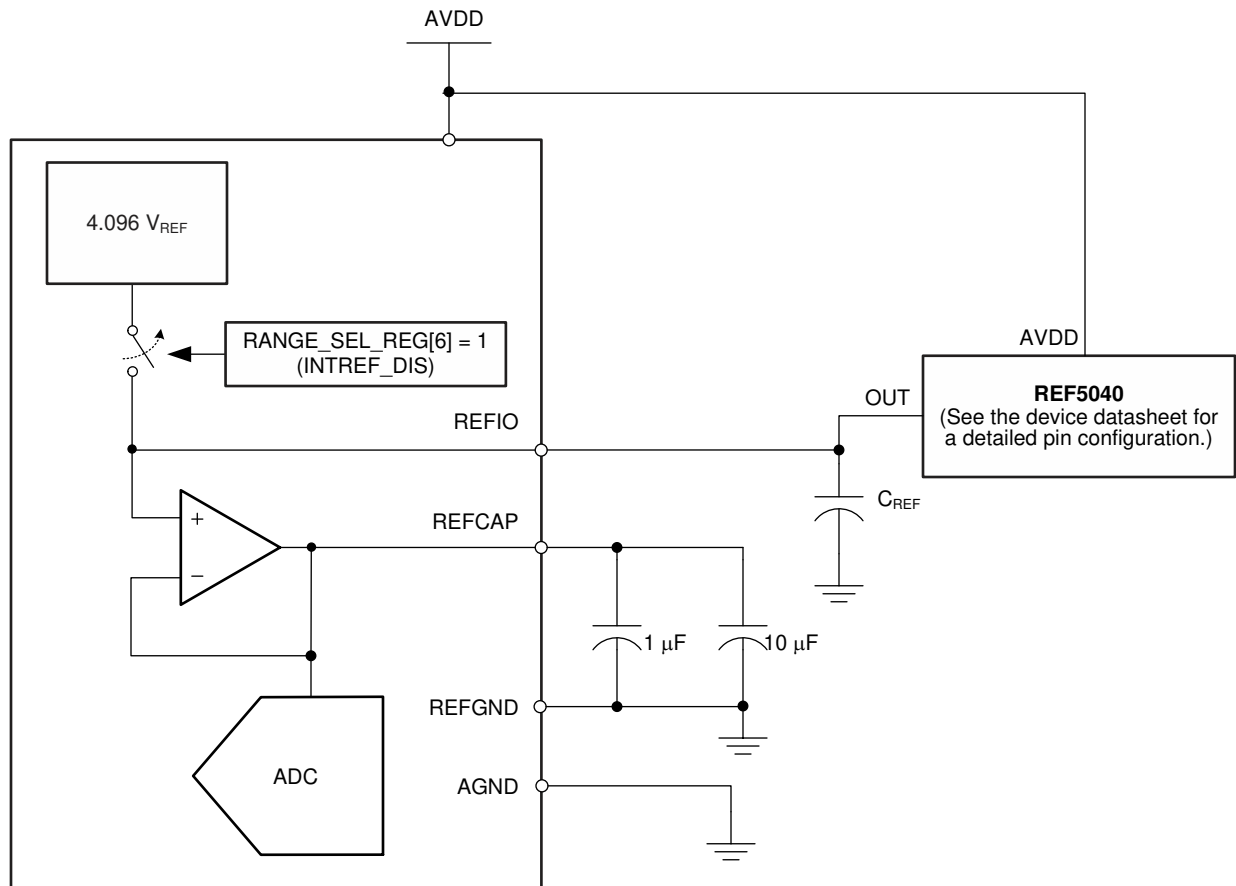 AVDD
4.096 VREF
RANGE_SEL_REG[6] = 1
(INTREF_DIS)
AVDD
REF5040
(See the device datasheet for
a detailed pin configuration.)
OUT
REFIO
CREF
REFCAP
+
−
1 μF
10 μF
REFGND
ADC
AGND